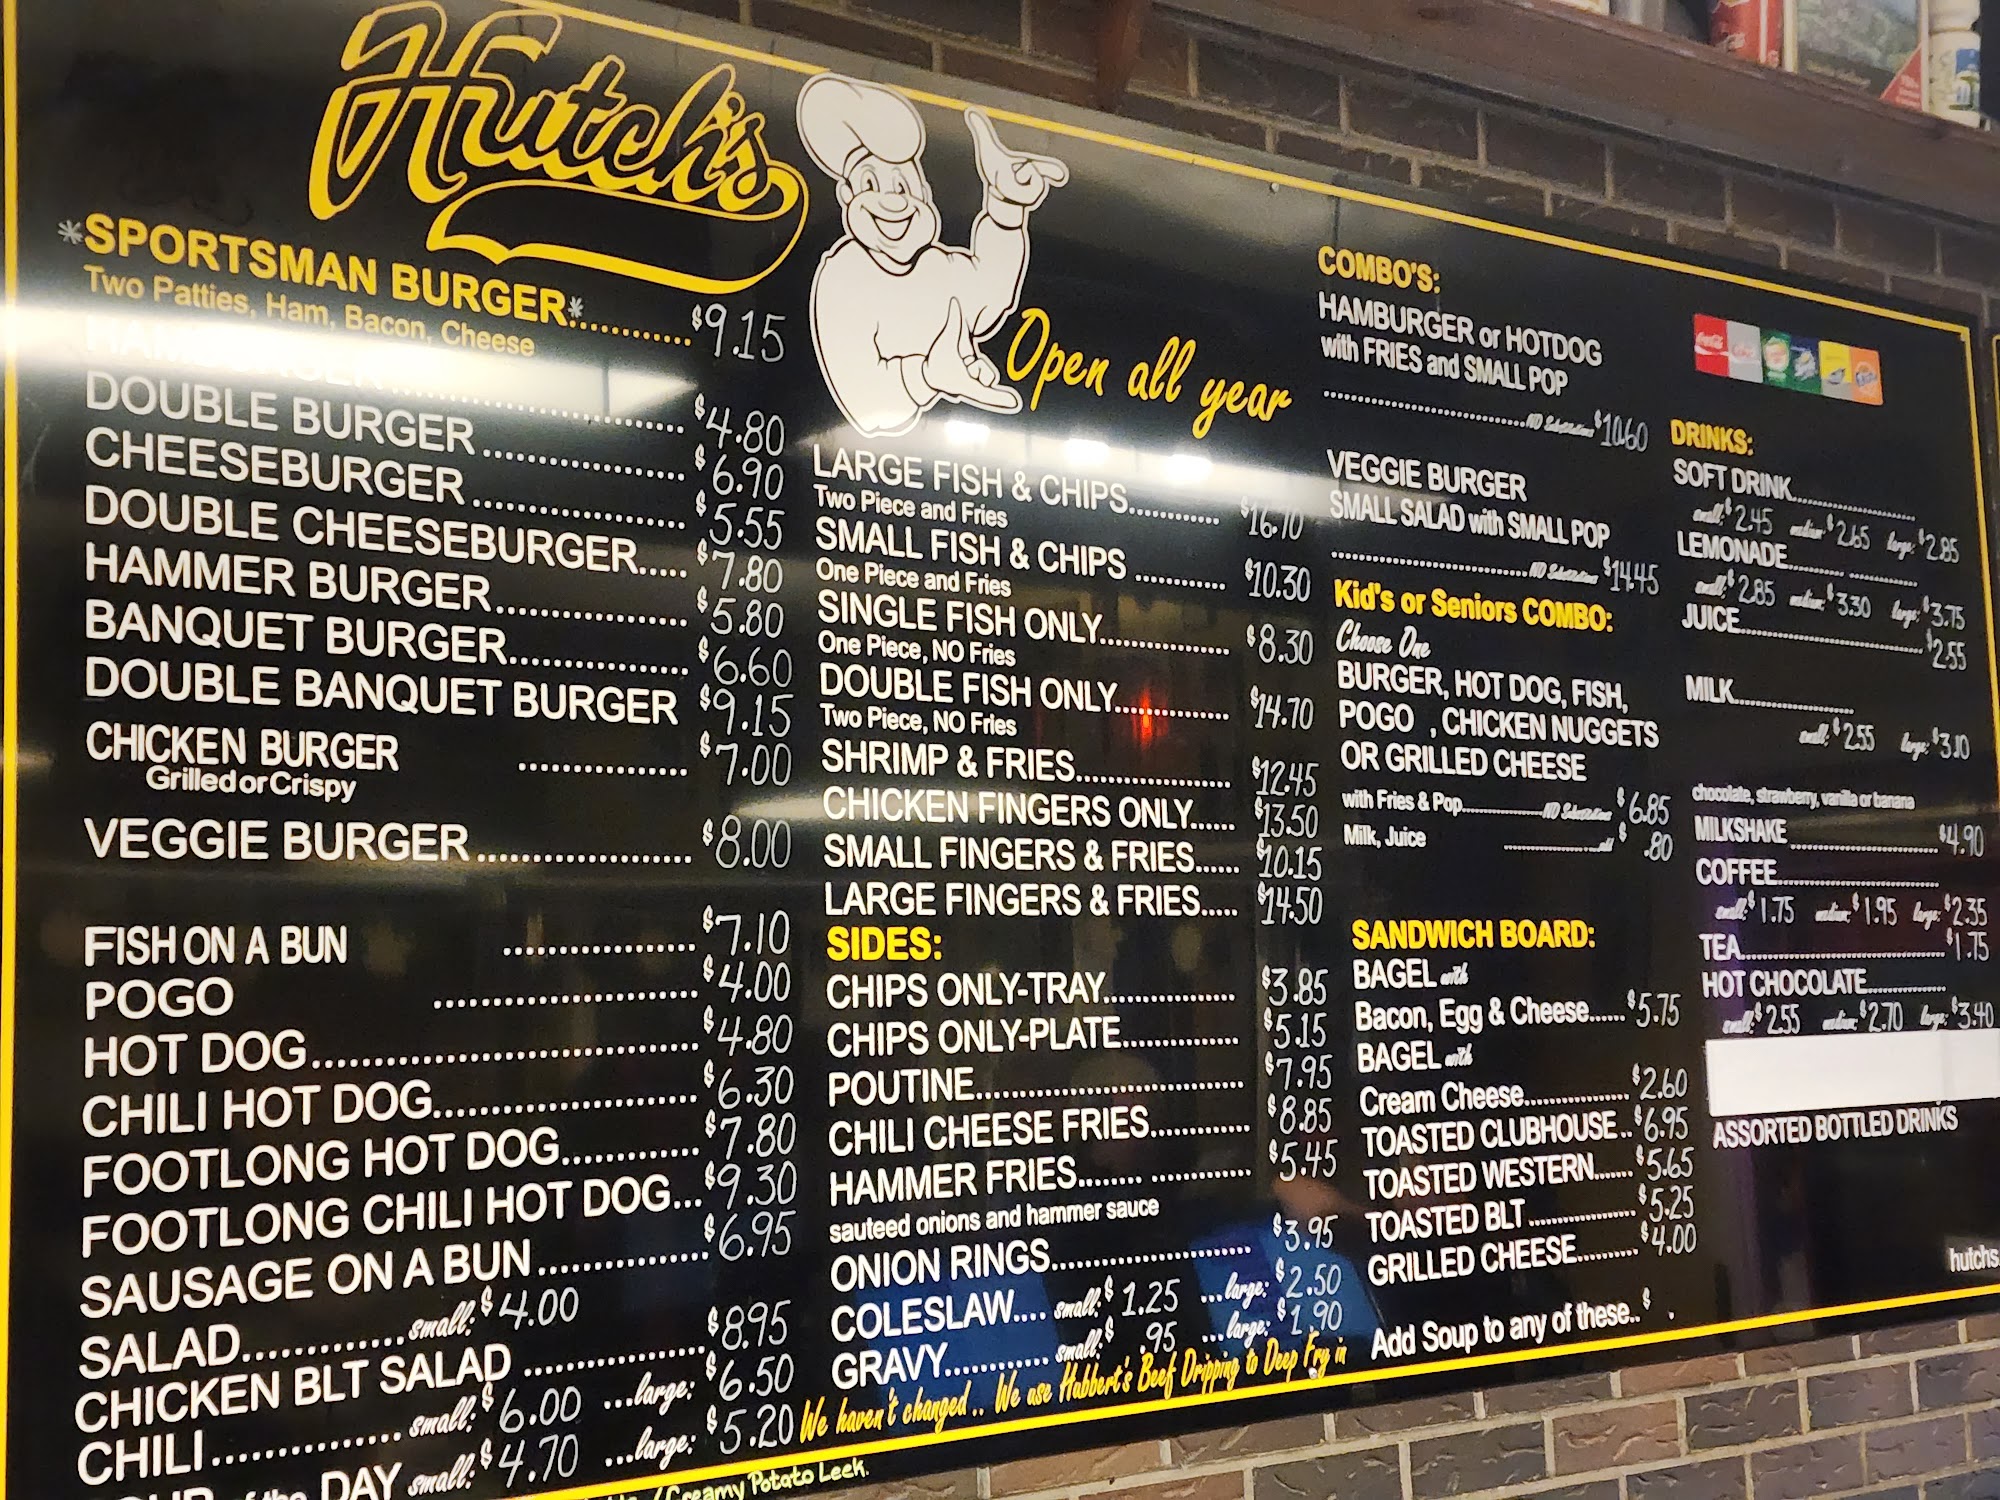 Hutch's
*SPORTSMAN BURGER*.......... $9.15
Two Patties, Ham, Bacon, Cheese
HAMBURGER.................... $4.80
DOUBLE BURGER.................. $6.90
CHEESEBURGER.................. $5.55
DOUBLE CHEESEBURGER..... $7.80
HAMMER BURGER................ $5.80
BANQUET BURGER............... $6.60
DOUBLE BANQUET BURGER $9.15
CHICKEN BURGER .............. $7.00
Grilled or Crispy
VEGGIE BURGER.................. $8.00
FISH ON A BUN ................ $7.10
POGO ...................... $4.00
HOT DOG............................. $4.80
CHILI HOT DOG..................... $6.30
FOOTLONG HOT DOG............ $7.80
FOOTLONG CHILI HOT DOG... $9.30
SAUSAGE ON A BUN.............. $6.95
SALAD............. small: $4.00
CHICKEN BLT SALAD ............... $8.95
CHILI............... small: $6.00 ...large: $6.50
of the DAY small: $4.70 ...large: $5.20
Creamy Potato Leek.
Open all year
LARGE FISH & CHIPS............ $16.70
Two Piece and Fries
SMALL FISH & CHIPS ............ $10.30
One Piece and Fries
SINGLE FISH ONLY................. $8.30
One Piece, NO Fries
DOUBLE FISH ONLY............... $14.70
Two Piece, NO Fries
SHRIMP & FRIES.................... $12.45
CHICKEN FINGERS ONLY...... $13.50
SMALL FINGERS & FRIES...... $10.15
LARGE FINGERS & FRIES..... $14.50
SIDES:
CHIPS ONLY-TRAY................. $3.85
CHIPS ONLY-PLATE............... $5.15
POUTINE................................. $7.95
CHILI CHEESE FRIES............. $8.85
HAMMER FRIES........ ............. $5.45
sauteed onions and hammer sauce
ONION RINGS.......................... $3.95
COLESLAW.... small: $1.25 ...large: $2.50
GRAVY............. small: $.95 ...large: $1.90
We haven't changed.. We use Hubbert's Beef Dripping to Deep Fry in
COMBO'S:
HAMBURGER or HOTDOG
with FRIES and SMALL POP
..............................NO Substitutions $10.60
VEGGIE BURGER
SMALL SALAD with SMALL POP
..............................NO Substitutions $14.45
Kid's or Seniors COMBO:
Choose One
BURGER, HOT DOG, FISH,
POGO , CHICKEN NUGGETS
OR GRILLED CHEESE
with Fries & Pop................NO Substitutions $6.85
Milk, Juice ....................add $ .80
SANDWICH BOARD:
BAGEL with
Bacon, Egg & Cheese...... $5.75
BAGEL with
Cream Cheese................. $2.60
TOASTED CLUBHOUSE.. $6.95
TOASTED WESTERN...... $5.65
TOASTED BLT................. $5.25
GRILLED CHEESE.......... $4.00
Add Soup to any of these.. $ .
Coca-Cola
DRINKS:
SOFT DRINK....................
small: $2.45 medium: $2.65 large: $2.85
LEMONADE....................
small: $2.85 medium: $3.30 large: $3.75
JUICE............................... $2.55
MILK....................
small: $2.55 large: $3.10
chocolate, strawberry, vanilla or banana
MILKSHAKE.......................... $4.90
COFFEE..........................
small: $1.75 medium: $1.95 large: $2.35
TEA.................................. $1.75
HOT CHOCOLATE...............
small: $2.55 medium: $2.70 large: $3.40
ASSORTED BOTTLED DRINKS
hutchs